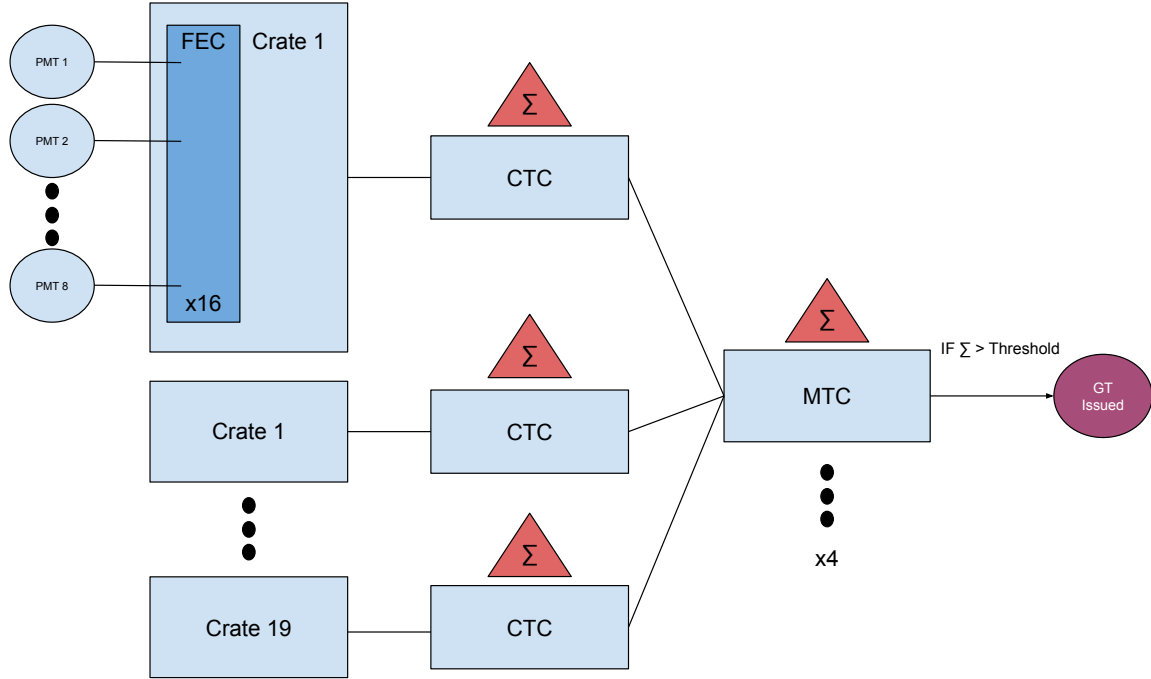 PMT 1
PMT 2
PMT 8
FEC
Crate 1
x16
Σ
CTC
Crate 1
Σ
CTC
Crate 19
Σ
CTC
Σ
MTC
x4
IF ∑ > Threshold
GT
Issued